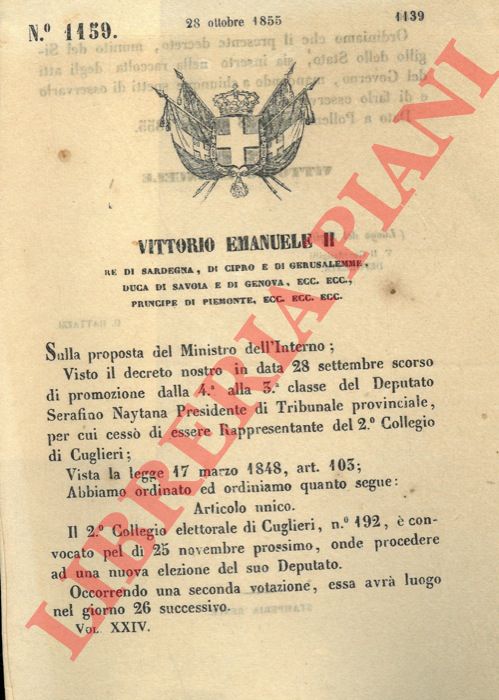 N.º 1159.
28 ottobre 1855
1139
VITTORIO EMANUELE II
RE DI SARDEGNA, DI CIPRO E DI GERUSALEMME,
DUCA DI SAVOIA E DI GENOVA, ECC. ECC.,
PRINCIPE DI PIEMONTE, ECC. ECC. ECC.
Sulla proposta del Ministro dell'Interno;
Visto il decreto nostro in data 28 settembre scorso
di promozione dalla 4.ª alla 3.ª classe del Deputato
Serafino Naytana Presidente di Tribunale provinciale,
per cui cessò di essere Rappresentante del 2.º Collegio
di Cuglieri;
Vista la legge 17 marzo 1848, art. 103;
Abbiamo ordinato ed ordiniamo quanto segue:
Articolo unico.
Il 2.º Collegio elettorale di Cuglieri, n.º 192, è con-
vocato pel dì 25 novembre prossimo, onde procedere
ad una nuova elezione del suo Deputato.
Occorrendo una seconda votazione, essa avrà luogo
nel giorno 26 successivo.
VOL. XXIV.
LIBRERIA PIANI